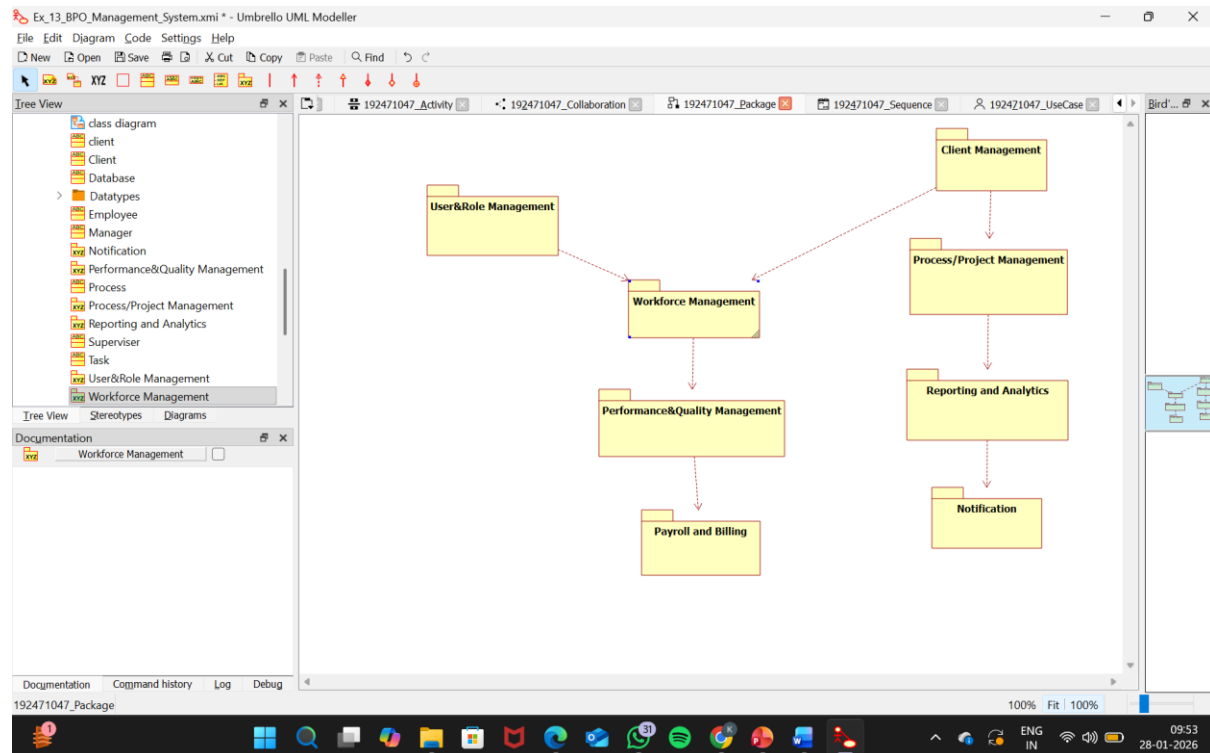 Ex_13_BPO_Management_System.xmi * - Umbrello UML Modeller
File Edit Diagram Code Settings Help
New Open Save Cut Copy Paste Find
XYZ
Tree View
class diagram
client
Client
Database
Datatypes
Employee
Manager
Notification
Performance&Quality Management
Process
Process/Project Management
Reporting and Analytics
Superviser
Task
User&Role Management
Workforce Management
Tree View Stereotypes Diagrams
Documentation
Workforce Management
Documentation Command history Log Debug
192471047_Activity 192471047_Collaboration 192471047_Package 192471047_Sequence 192471047_UseCase
Client Management
User&Role Management
Process/Project Management
Workforce Management
Reporting and Analytics
Performance&Quality Management
Notification
Payroll and Billing
Bird'...
192471047_Package
100% Fit 100%
1
31
ENG
IN
09:53
28-01-2026